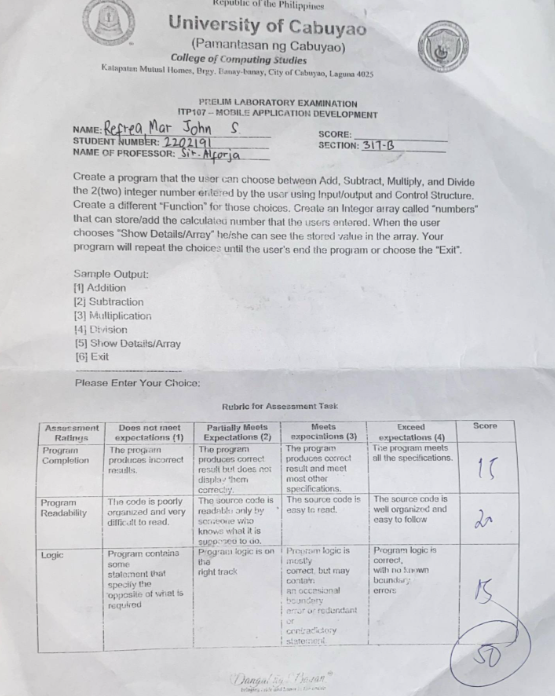 Republic of the Philippines
University of Cabuyao
(Pamantasan ng Cabuyao)
College of Computing Studies
Katapatan Mutual Homes, Brgy. Banay-banay, City of Cabuyao, Laguna 4025
PRELIM LABORATORY EXAMINATION
ITP107 – MOBILE APPLICATION DEVELOPMENT
NAME: Refrea, Mar John S.
STUDENT NUMBER: 2202191
NAME OF PROFESSOR: Sir. Alforja
SCORE:
SECTION: 3IT-B
Create a program that the user can choose between Add, Subtract, Multiply, and Divide
the 2(two) integer number entered by the user using Input/output and Control Structure.
Create a different "Function" for those choices. Create an Integer array called "numbers"
that can store/add the calculated number that the users entered. When the user
chooses "Show Details/Array" he/she can see the stored value in the array. Your
program will repeat the choices until the user's end the program or choose the "Exit".
Sample Output:
[1] Addition
[2] Subtraction
[3] Multiplication
[4] Division
[5] Show Details/Array
[6] Exit
Please Enter Your Choice:
Rubric for Assessment Task
Assessment Ratings
Does not meet expectations (1)
Partially Meets Expectations (2)
Meets expectations (3)
Exceed expectations (4)
Score
Program Completion
The program produces incorrect results.
The program produces correct result but does not display them correctly.
The program produces correct result and meet most other specifications.
The program meets all the specifications.
15
Program Readability
The code is poorly organized and very difficult to read.
The source code is readable only by someone who knows what it is supposed to do.
The source code is easy to read.
The source code is well organized and easy to follow
20
Logic
Program contains some statement that specify the opposite of what is required
Program logic is on the right track
Program logic is mostly correct, but may contain an occasional boundary error or redundant or contradictory statement.
Program logic is correct, with no known boundary errors
15
50